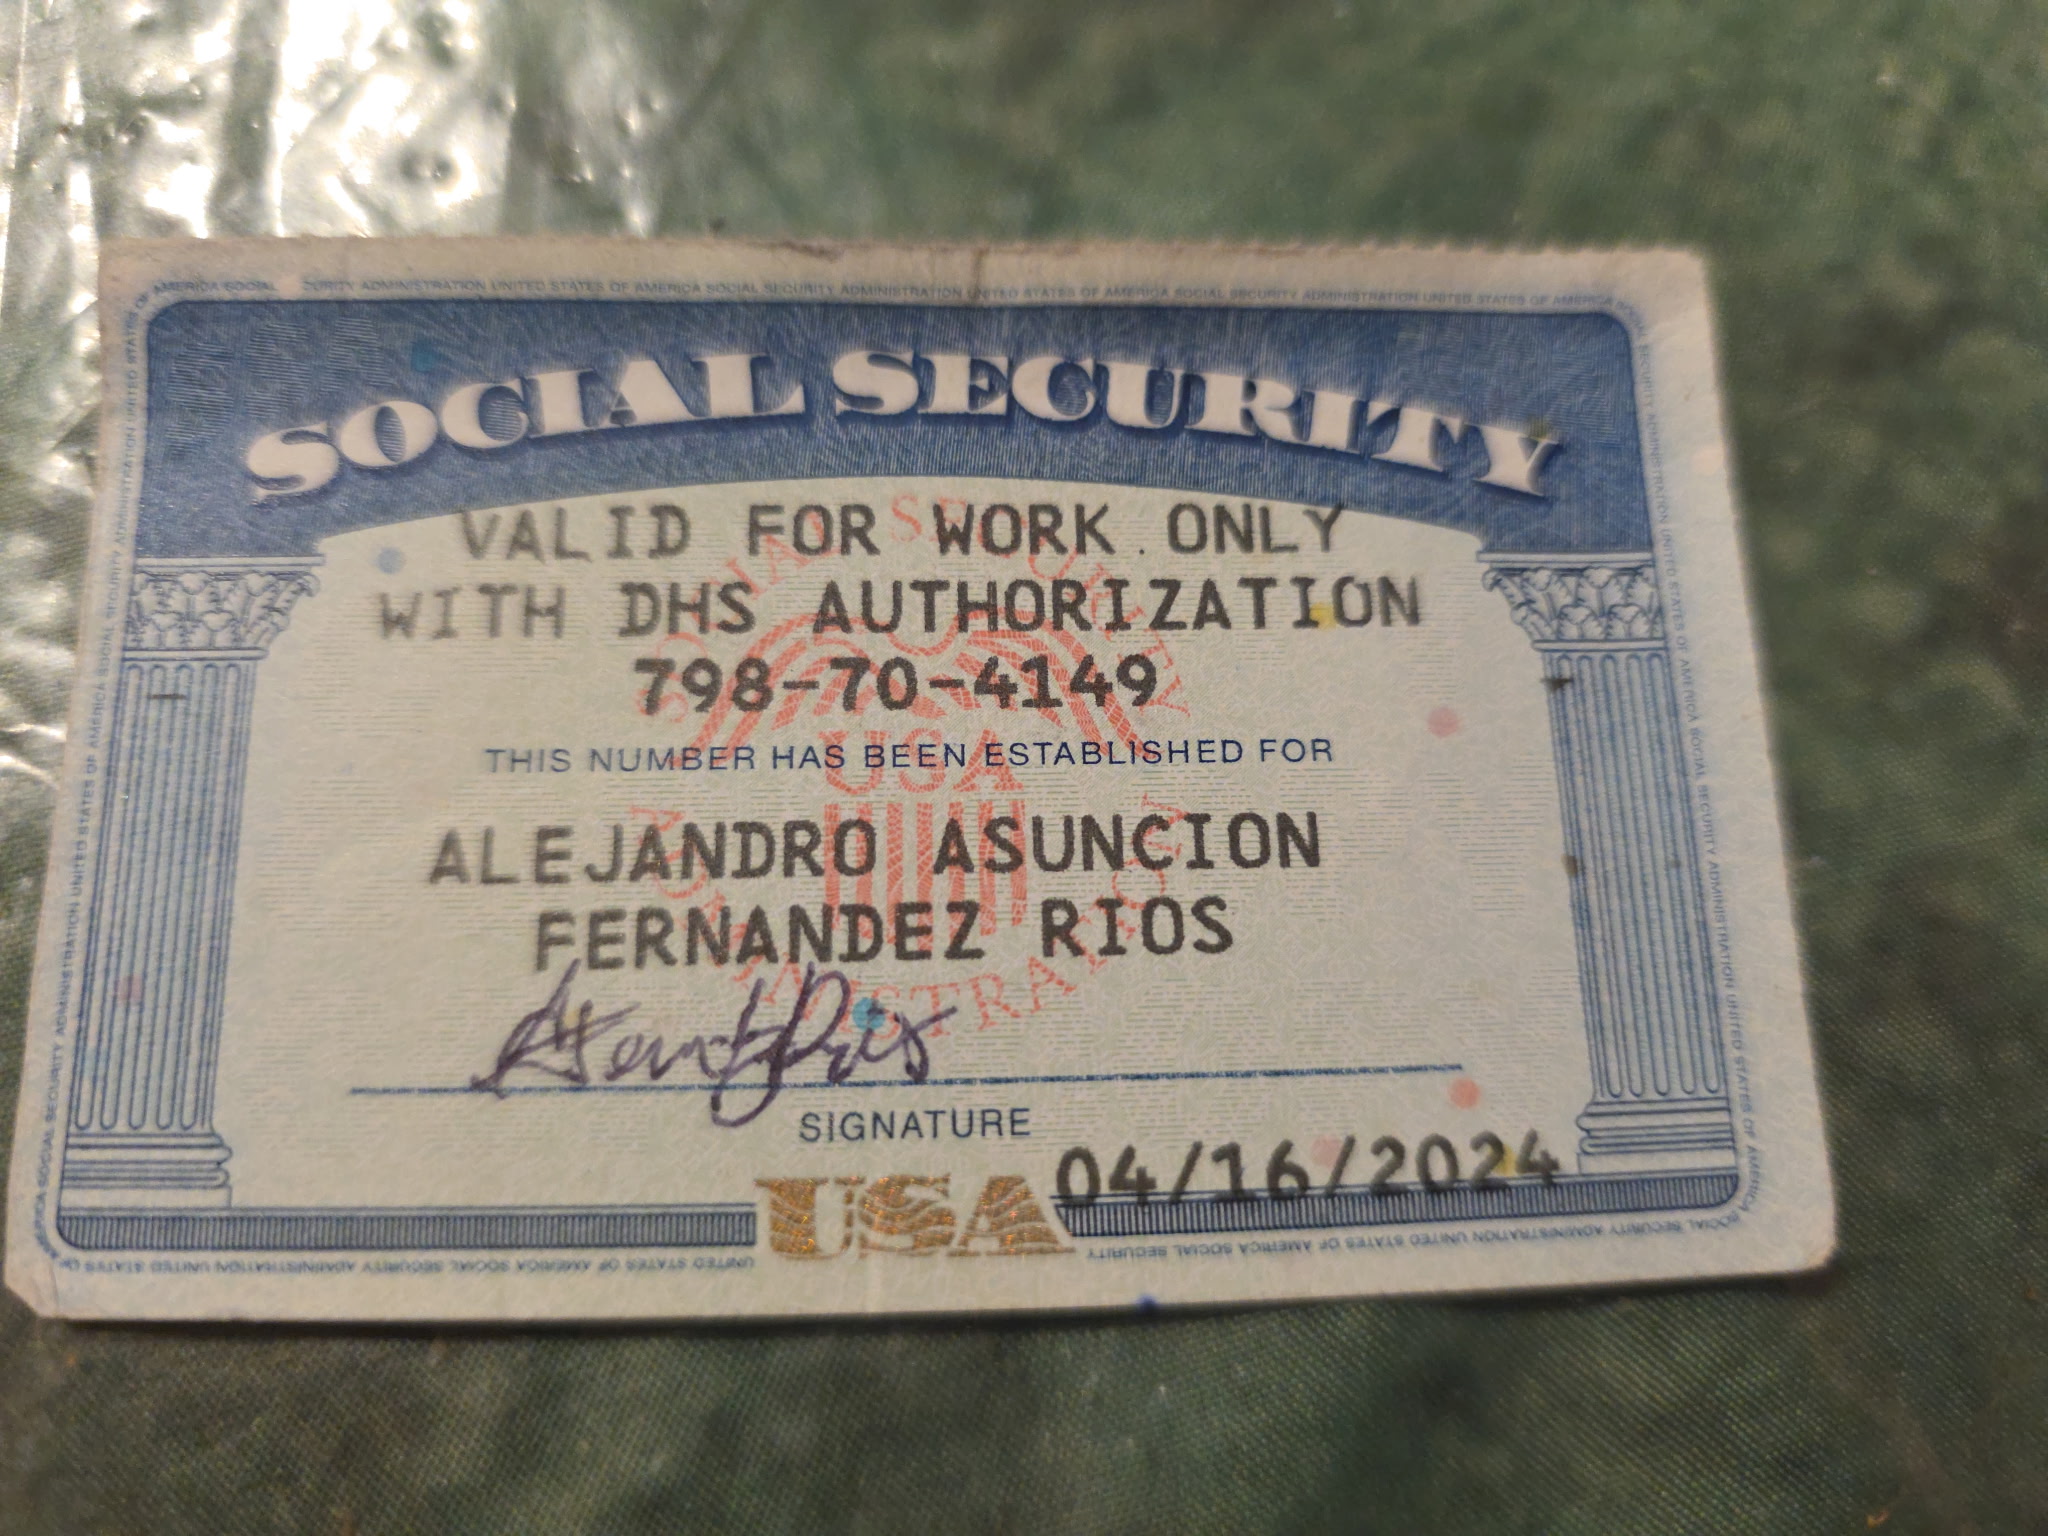 SOCIAL SECURITY
VALID FOR WORK ONLY
WITH DHS AUTHORIZATION
798-70-4149
THIS NUMBER HAS BEEN ESTABLISHED FOR
ALEJANDRO ASUNCION
FERNANDEZ RIOS
SIGNATURE
USA 04/16/2024